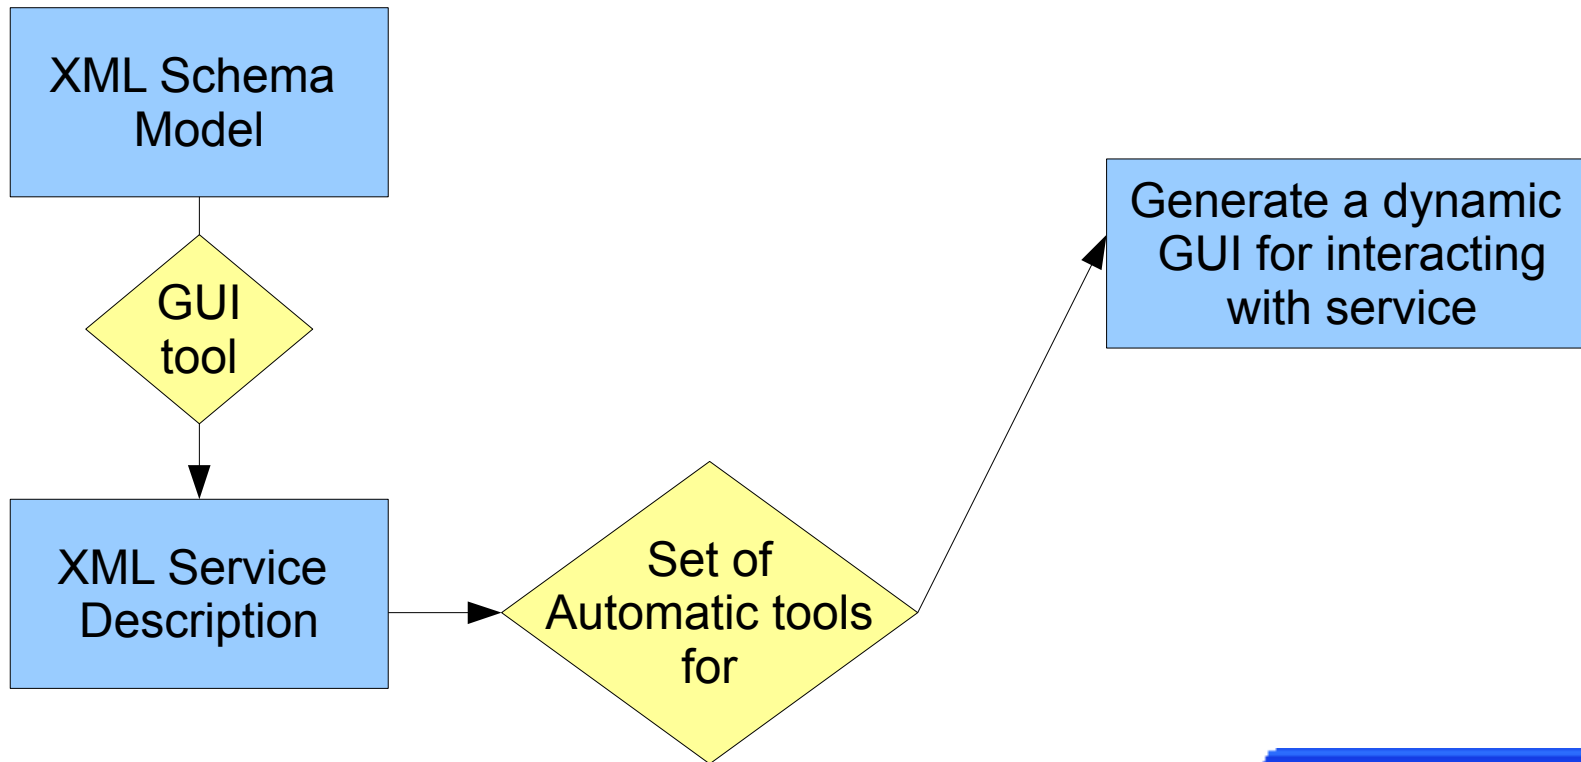 XML Schema
Model
GUI
tool
XML Service
Description
Set of
Automatic tools
for
Generate a dynamic
GUI for interacting
with service